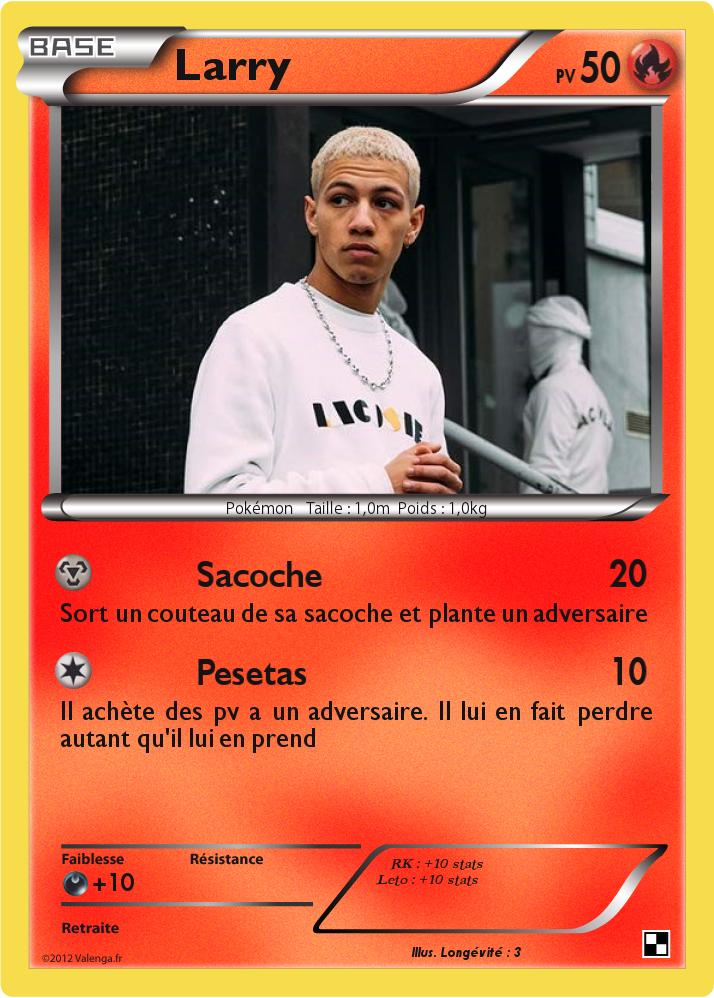 BASE
Larry
PV 50
LACOSTE
Pokémon Taille : 1,0m Poids : 1,0kg
Sacoche 20
Sort un couteau de sa sacoche et plante un adversaire
Pesetas 10
Il achète des pv a un adversaire. Il lui en fait perdre
autant qu'il lui en prend
Faiblesse Résistance
+10
RK : +10 stats
Leto : +10 stats
Retraite
Illus. Longévité : 3
©2012 Valenga.fr